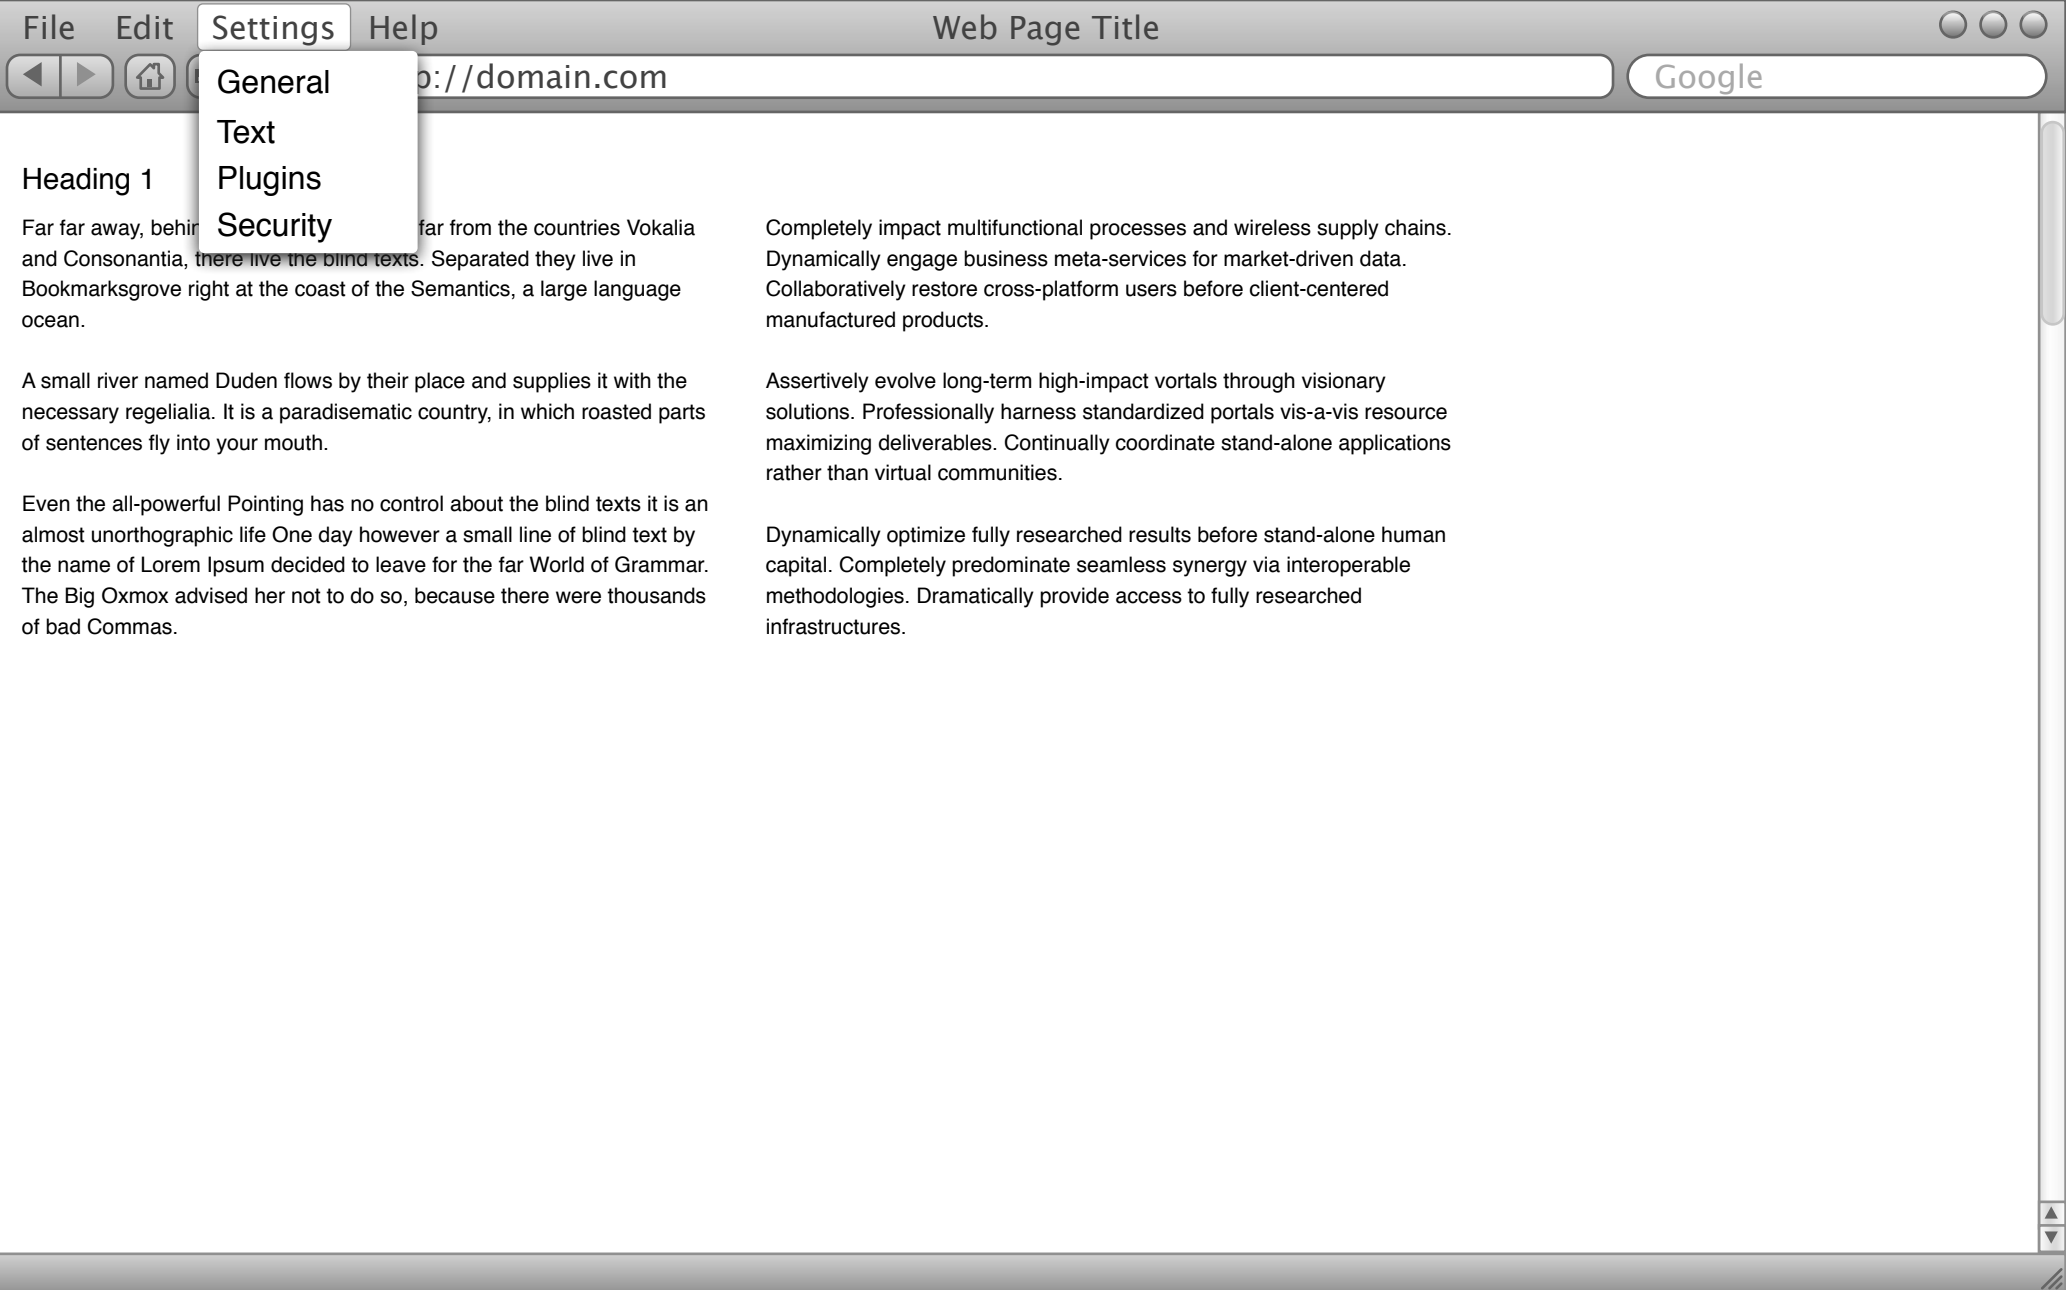 File Edit Settings Help
Web Page Title
://domain.com
Google
General
Text
Plugins
Security
Heading 1
Far far away, far from the countries Vokalia
and Consonantia, there live the blind texts. Separated they live in
Bookmarksgrove right at the coast of the Semantics, a large language
ocean.
A small river named Duden flows by their place and supplies it with the
necessary regelialia. It is a paradisematic country, in which roasted parts
of sentences fly into your mouth.
Even the all-powerful Pointing has no control about the blind texts it is an
almost unorthographic life One day however a small line of blind text by
the name of Lorem Ipsum decided to leave for the far World of Grammar.
The Big Oxmox advised her not to do so, because there were thousands
of bad Commas.
Completely impact multifunctional processes and wireless supply chains.
Dynamically engage business meta-services for market-driven data.
Collaboratively restore cross-platform users before client-centered
manufactured products.
Assertively evolve long-term high-impact vortals through visionary
solutions. Professionally harness standardized portals vis-a-vis resource
maximizing deliverables. Continually coordinate stand-alone applications
rather than virtual communities.
Dynamically optimize fully researched results before stand-alone human
capital. Completely predominate seamless synergy via interoperable
methodologies. Dramatically provide access to fully researched
infrastructures.